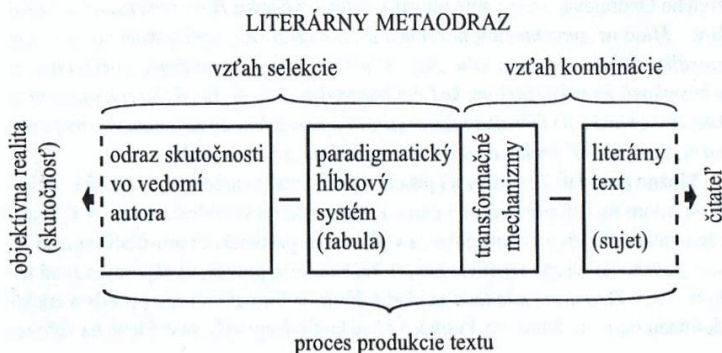 LITERÁRNY METAODRAZ
vzťah selekcie
vzťah kombinácie
objektívna realita
(skutočnosť)
odraz skutočnosti
vo vedomí
autora
paradigmatický
hĺbkový
systém
(fabula)
transfomačné
mechanizmy
literárny
text
(sujet)
čitateľ
proces produkcie textu